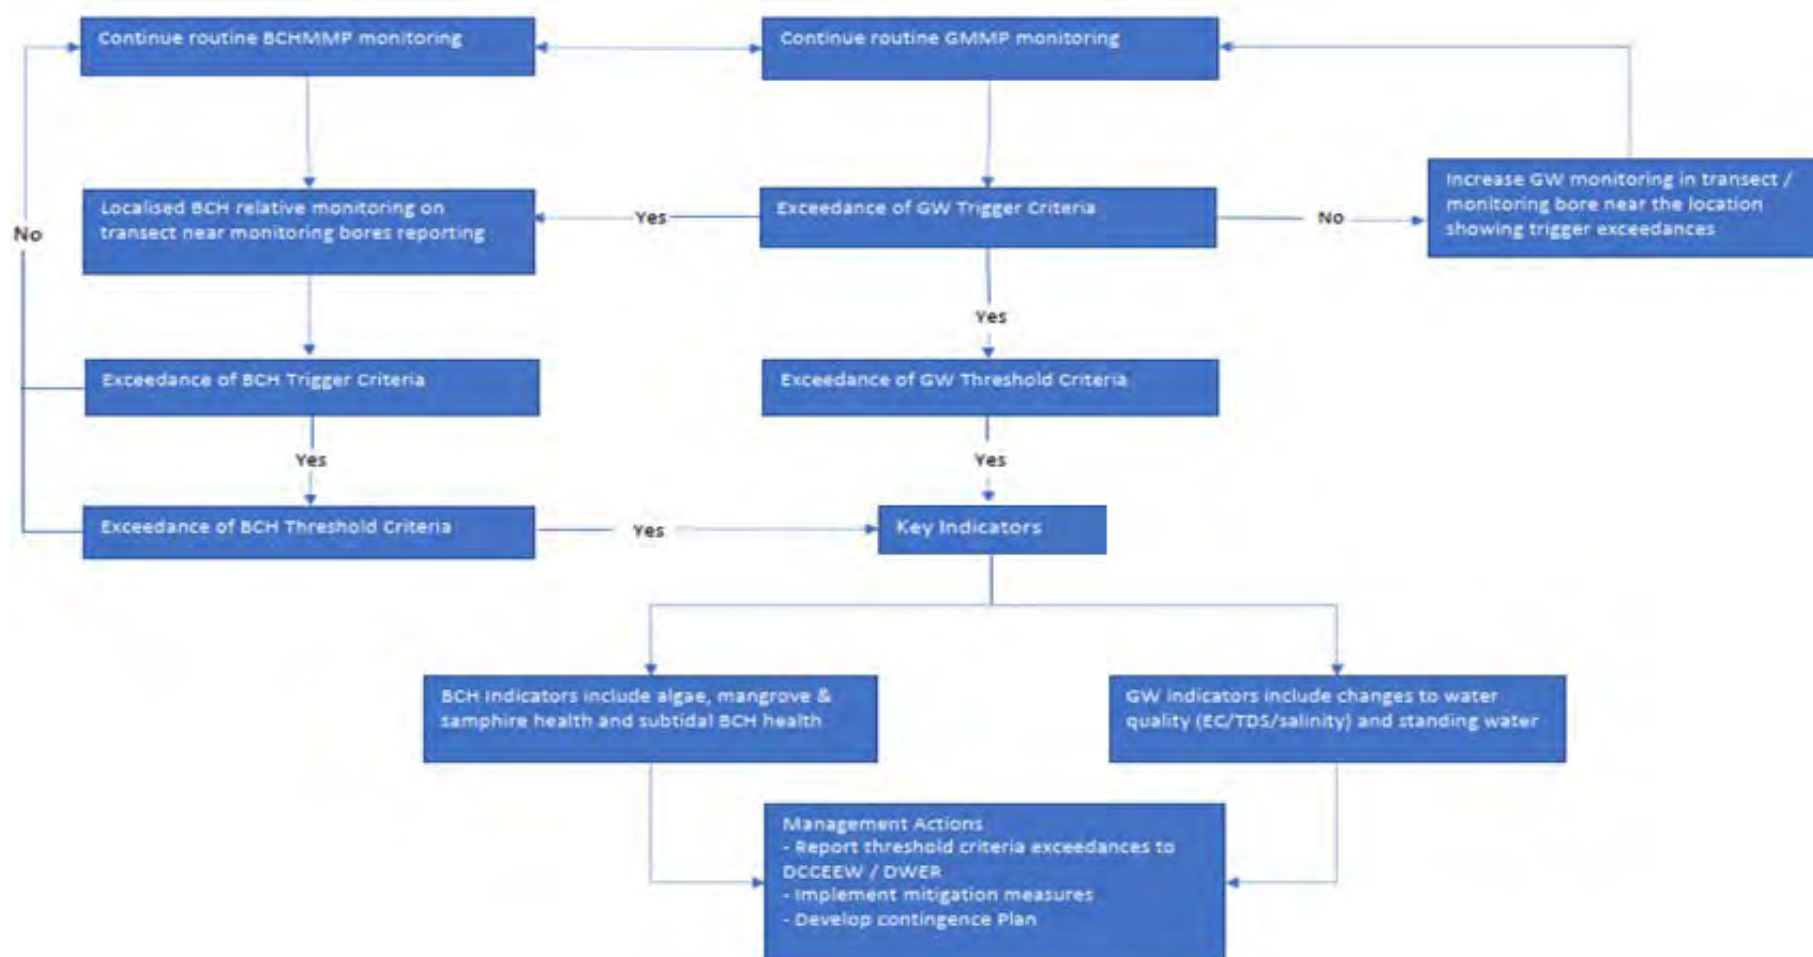 Continue routine BCHMMP monitoring
Continue routine GMMP monitoring
Localised BCH relative monitoring on
transect near monitoring bores reporting
Yes
Exceedance of GW Trigger Criteria
No
Increase GW monitoring in transect /
monitoring bore near the location
showing trigger exceedances
No
Yes
Exceedance of BCH Trigger Criteria
Exceedance of GW Threshold Criteria
Yes
Yes
Exceedance of BCH Threshold Criteria
Yes
Key Indicators
BCH Indicators include algae, mangrove &
samphire health and subtidal BCH health
GW indicators include changes to water
quality (EC/TDS/salinity) and standing water
Management Actions
- Report threshold criteria exceedances to
DCCEEW / DWER
- Implement mitigation measures
- Develop contingence Plan